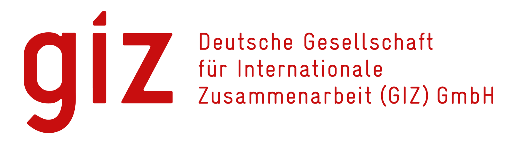 giz
Deutsche Gesellschaft
für Internationale
Zusammenarbeit (GIZ) GmbH